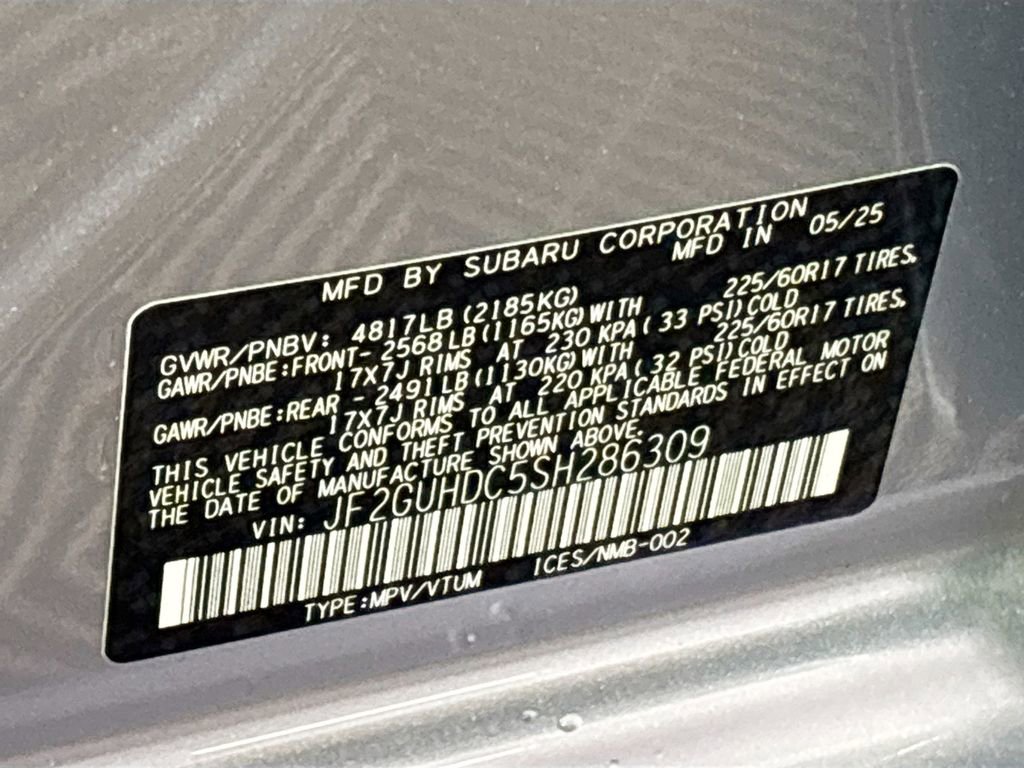 MFD BY SUBARU CORPORATION
MFD IN 05/25
GVWR/PNBV: 4817LB (2185KG)
GAWR/PNBE:FRONT- 2568LB(1165KG)WITH 225/60R17 TIRES,
17X7J RIMS AT 230 KPA( 33 PSI)COLD
GAWR/PNBE:REAR - 2491LB(1130KG)WITH 225/60R17 TIRES,
17X7J RIMS AT 220 KPA( 32 PSI)COLD
THIS VEHICLE CONFORMS TO ALL APPLICABLE FEDERAL MOTOR
VEHICLE SAFETY AND THEFT PREVENTION STANDARDS IN EFFECT ON
THE DATE OF MANUFACTURE SHOWN ABOVE.
VIN: JF2GUHDC5SH286309
TYPE:MPV/VTUM ICES/NMB-002